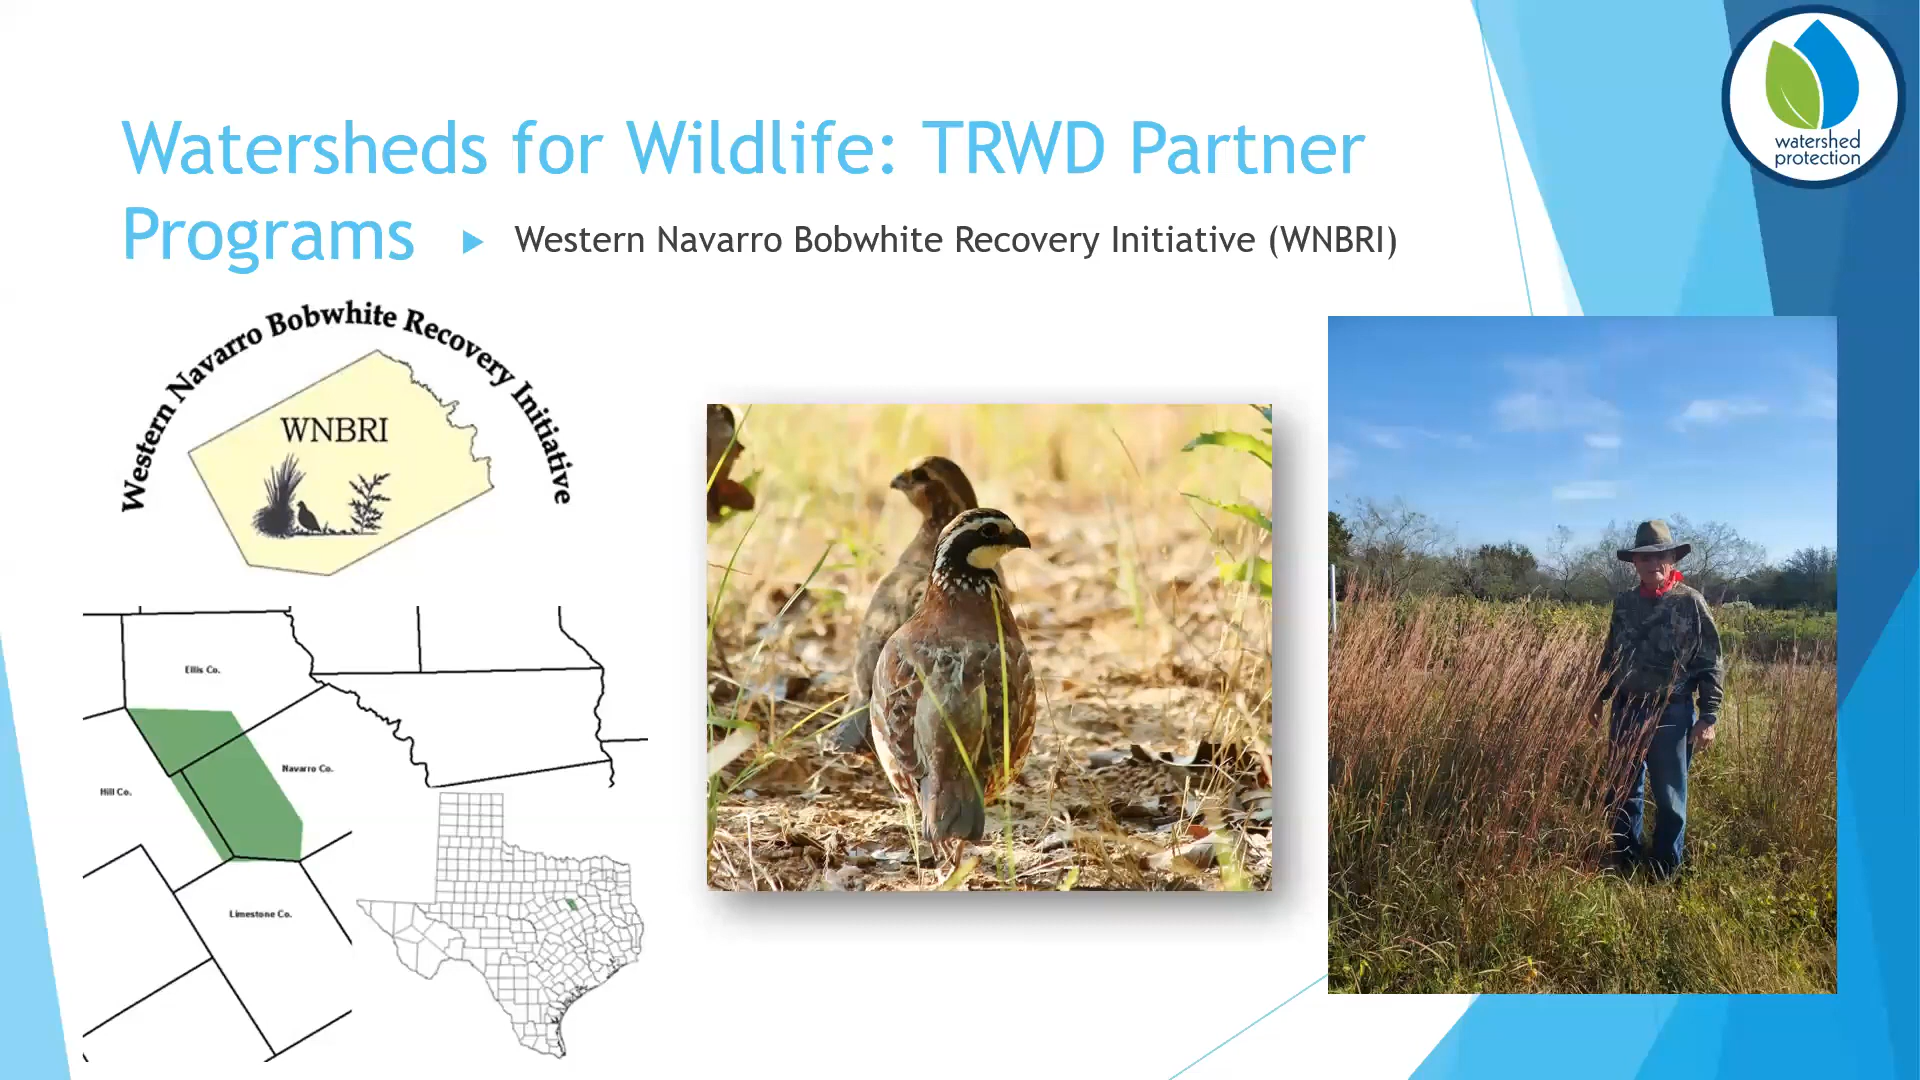 watershed
protection
Watersheds for Wildlife: TRWD Partner
Programs
Western Navarro Bobwhite Recovery Initiative (WNBRI)
Western Navarro Bobwhite Recovery Initiative
WNBRI
Ellis Co.
Navarro Co.
Hill Co.
Limestone Co.